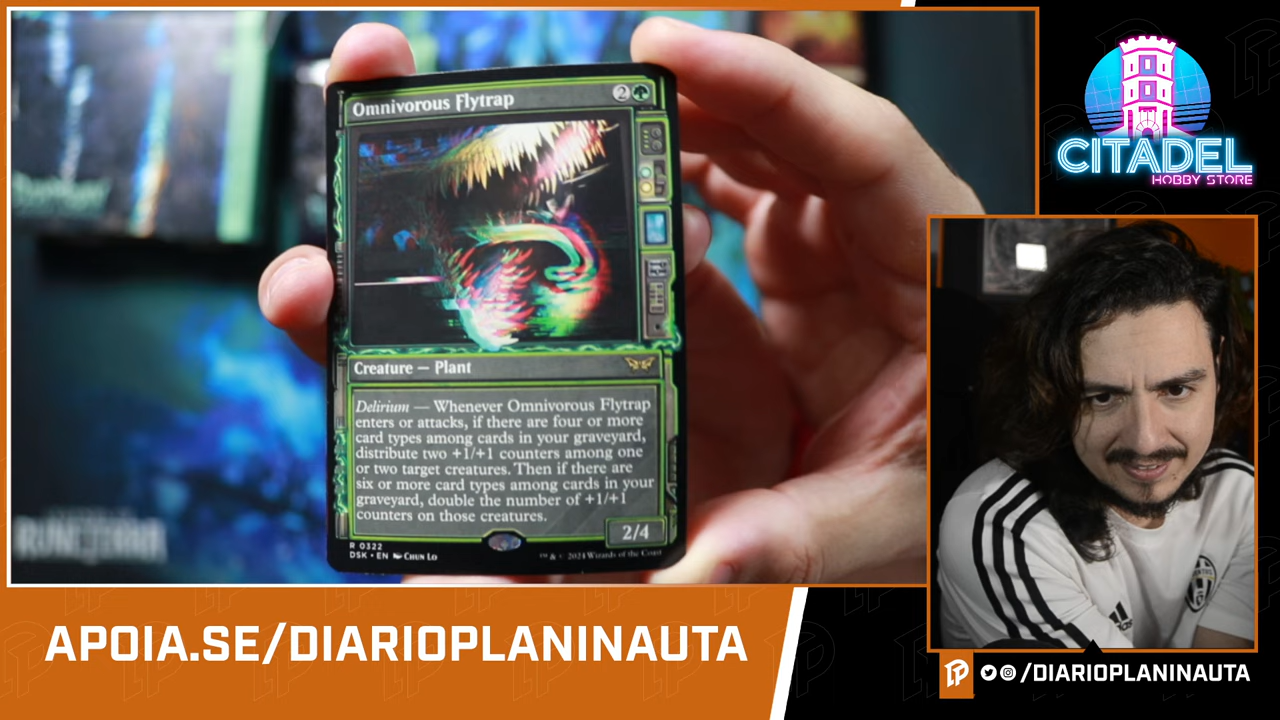 Omnivorous Flytrap 2
Creature — Plant
Delirium — Whenever Omnivorous Flytrap
enters or attacks, if there are four or more
card types among cards in your graveyard,
distribute two +1/+1 counters among one
or two target creatures. Then if there are
six or more card types among cards in your
graveyard, double the number of +1/+1
counters on those creatures.
2/4
R 0322
DSK • EN CHUN LO
™ & © 2024 Wizards of the Coast
CITADEL
HOBBY STORE
adidas
APOIA.SE/DIARIOPLANINAUTA
/DIARIOPLANINAUTA